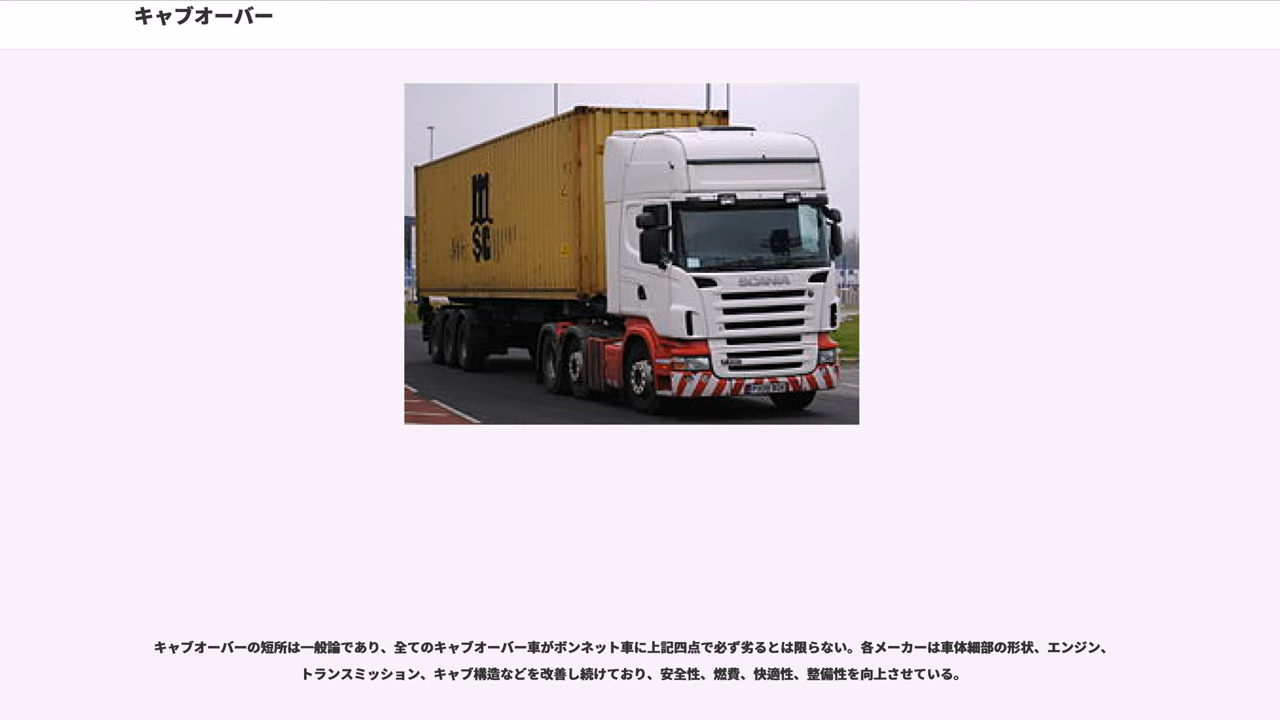 キャブオーバー
m
sc
SCANIA
キャブオーバーの短所は一般論であり、全てのキャブオーバー車がボンネット車に上記四点で必ず劣るとは限らない。各メーカーは車体細部の形状、エンジン、
トランスミッション、キャブ構造などを改善し続けており、安全性、燃費、快適性、整備性を向上させている。